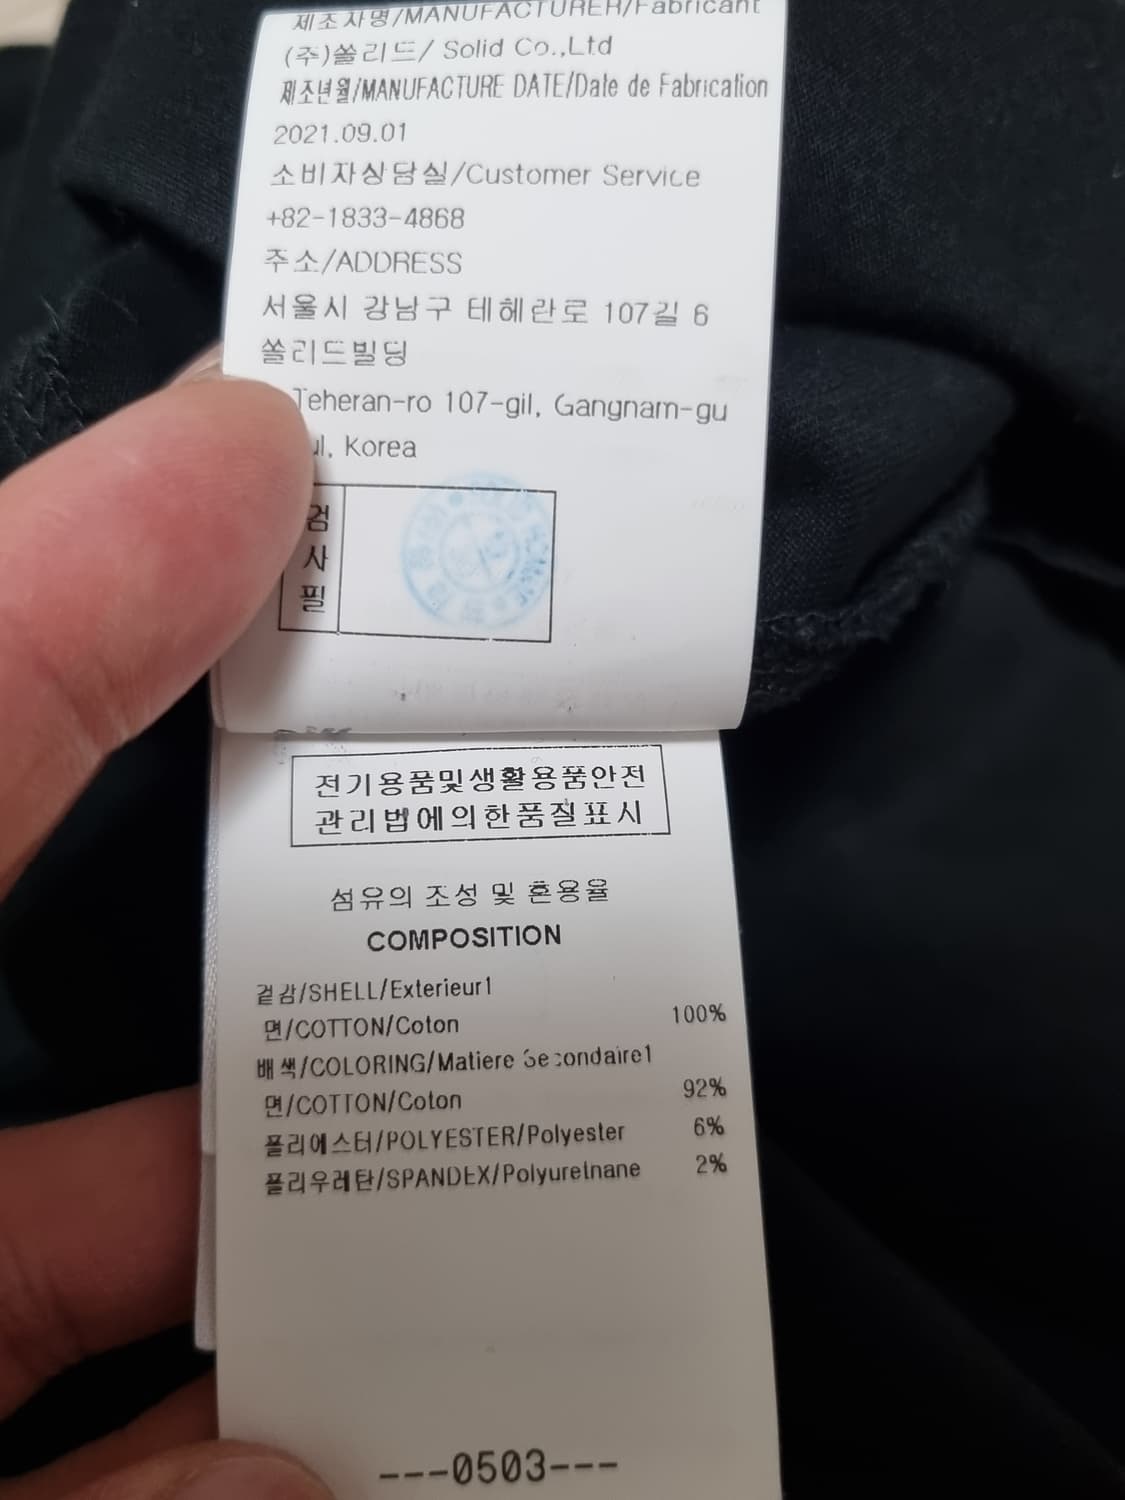 제조자명/MANUFACTURER/Fabricant
(주)쏠리드/ Solid Co.,Ltd
제조년월/MANUFACTURE DATE/Date de Fabrication
2021.09.01
소비자상담실/Customer Service
+82-1833-4868
주소/ADDRESS
서울시 강남구 테헤란로 107길 6
쏠리드빌딩
Teheran-ro 107-gil, Gangnam-gu
ul, Korea
검사필
전기용품및생활용품안전
관리법에의한품질표시
섬유의 조성 및 혼용율
COMPOSITION
겉감/SHELL/Exterieur1
면/COTTON/Coton 100%
배색/COLORING/Matiere Secondaire1
면/COTTON/Coton 92%
폴리에스터/POLYESTER/Polyester 6%
폴리우레탄/SPANDEX/Polyurethane 2%
---0503---